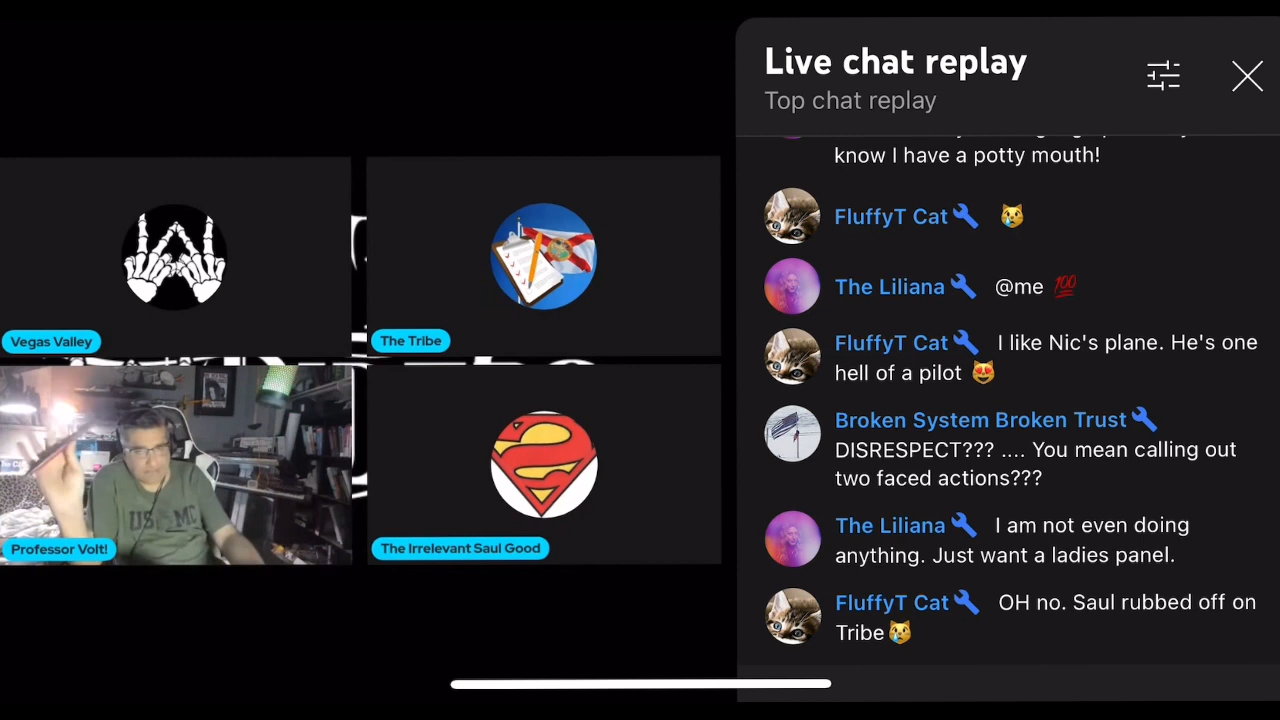 Live chat replay
Top chat replay
know I have a potty mouth!
FluffyT Cat🔧 😿
The Liliana🔧 @me 💯
FluffyT Cat🔧 I like Nic's plane. He's one
hell of a pilot 😻
Broken System Broken Trust🔧
DISRESPECT??? .... You mean calling out
two faced actions???
The Liliana🔧 I am not even doing
anything. Just want a ladies panel.
FluffyT Cat🔧 OH no. Saul rubbed off on
Tribe😿
Vegas Valley
The Tribe
Professor Volt!
The Irrelevant Saul Good